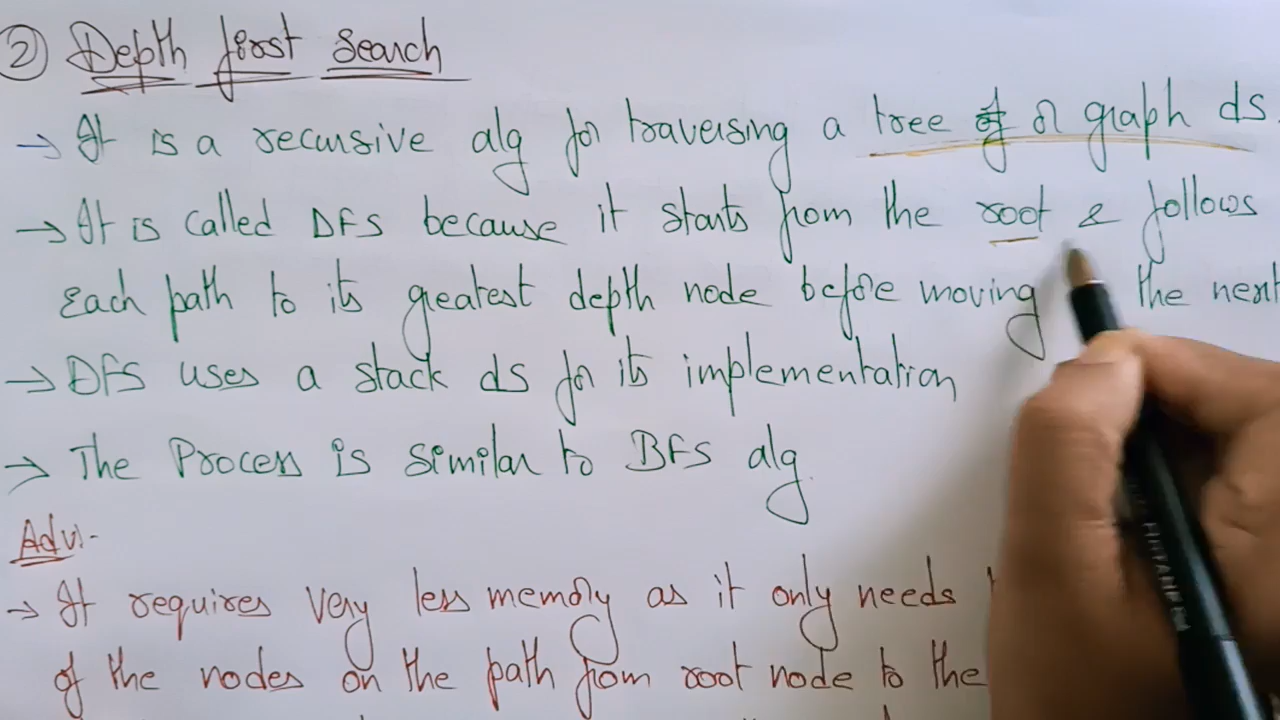 ② Depth first Search
→ It is a recursive alg for traversing a tree of or graph ds.
→ It is called DFS because it starts from the root & follows
Each path to its greatest depth node before moving the next
→ DFS uses a stack ds for its implementation
→ The Process is similar to BFS alg.
Adv:-
→ It requires very less memory as it only needs
of the nodes on the path from root node to the